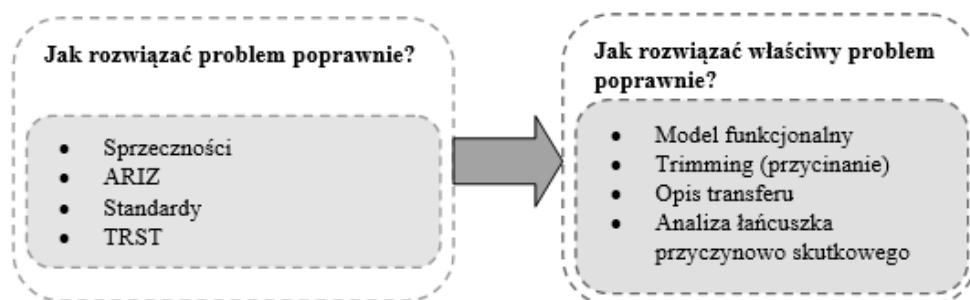 Jak rozwiązać problem poprawnie?
Sprzeczności
ARIZ
Standardy
TRST
Jak rozwiązać właściwy problem
poprawnie?
Model funkcjonalny
Trimming (przycinanie)
Opis transferu
Analiza łańcuszka
przyczynowo skutkowego